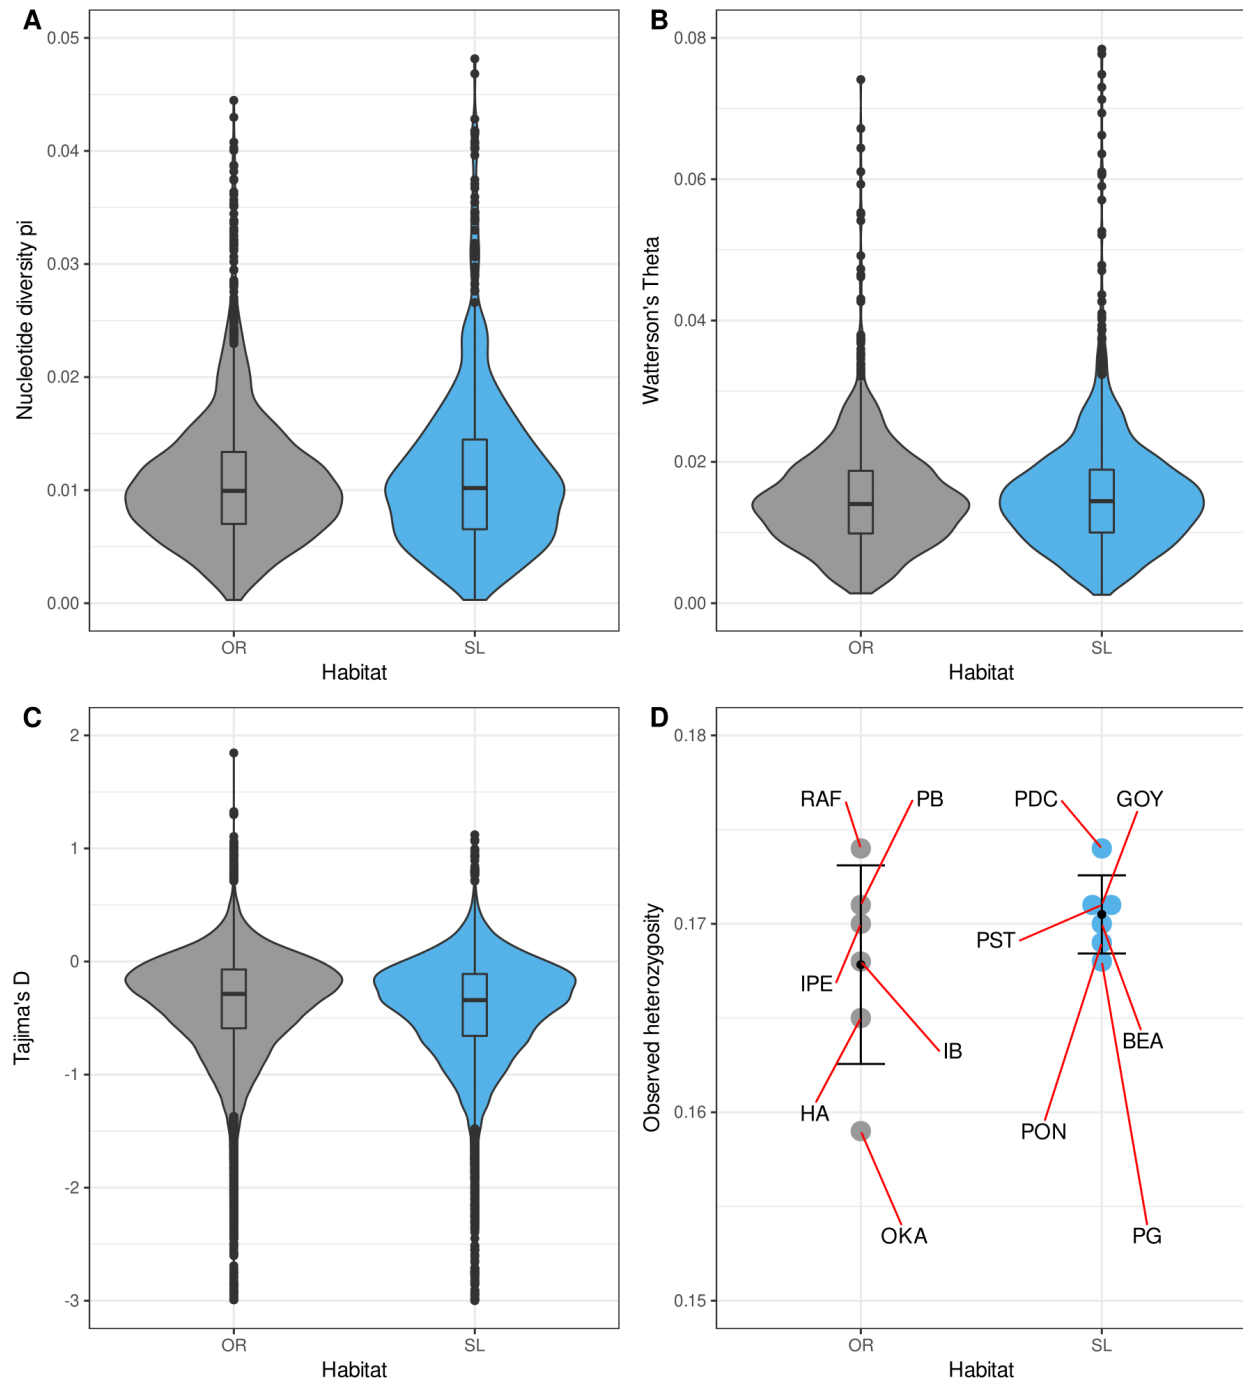 A
0.05
0.04
0.03
0.02
0.01
0.00
Nucleotide diversity pi
OR
SL
Habitat
B
0.08
0.06
0.04
0.02
0.00
Watterson's Theta
OR
SL
Habitat
C
2
1
0
-1
-2
-3
Tajima's D
OR
SL
Habitat
D
0.18
0.17
0.16
0.15
Observed heterozygosity
RAF
PB
PDC
GOY
PST
IPE
IB
BEA
HA
PON
OKA
PG
OR
SL
Habitat